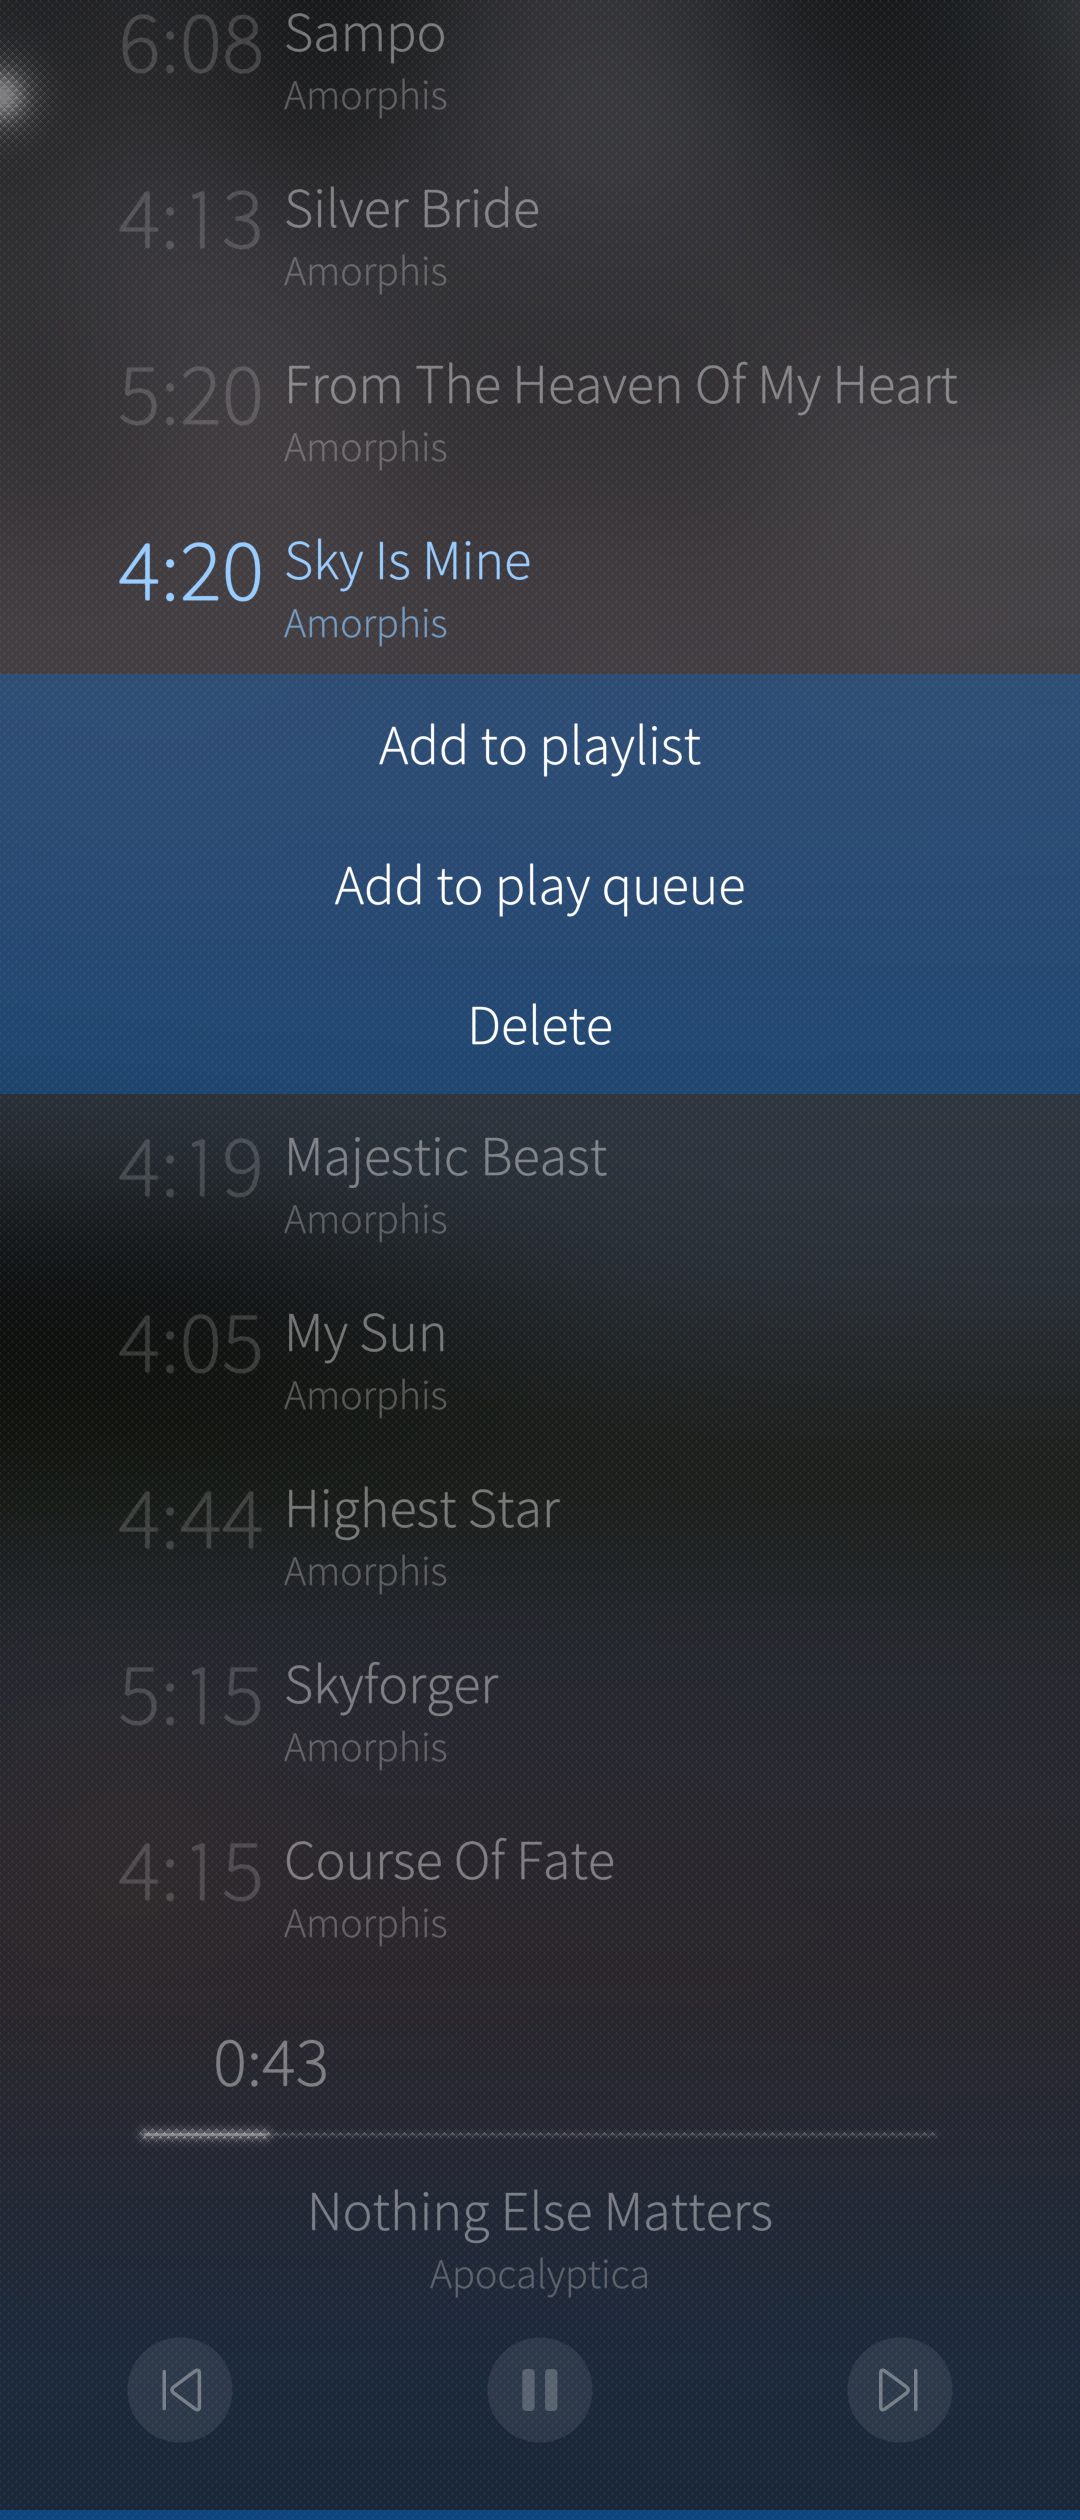 6:08 Sampo
Amorphis
4:13 Silver Bride
Amorphis
5:20 From The Heaven Of My Heart
Amorphis
4:20 Sky Is Mine
Amorphis
Add to playlist
Add to play queue
Delete
4:19 Majestic Beast
Amorphis
4:05 My Sun
Amorphis
4:44 Highest Star
Amorphis
5:15 Skyforger
Amorphis
4:15 Course Of Fate
Amorphis
0:43
Nothing Else Matters
Apocalyptica